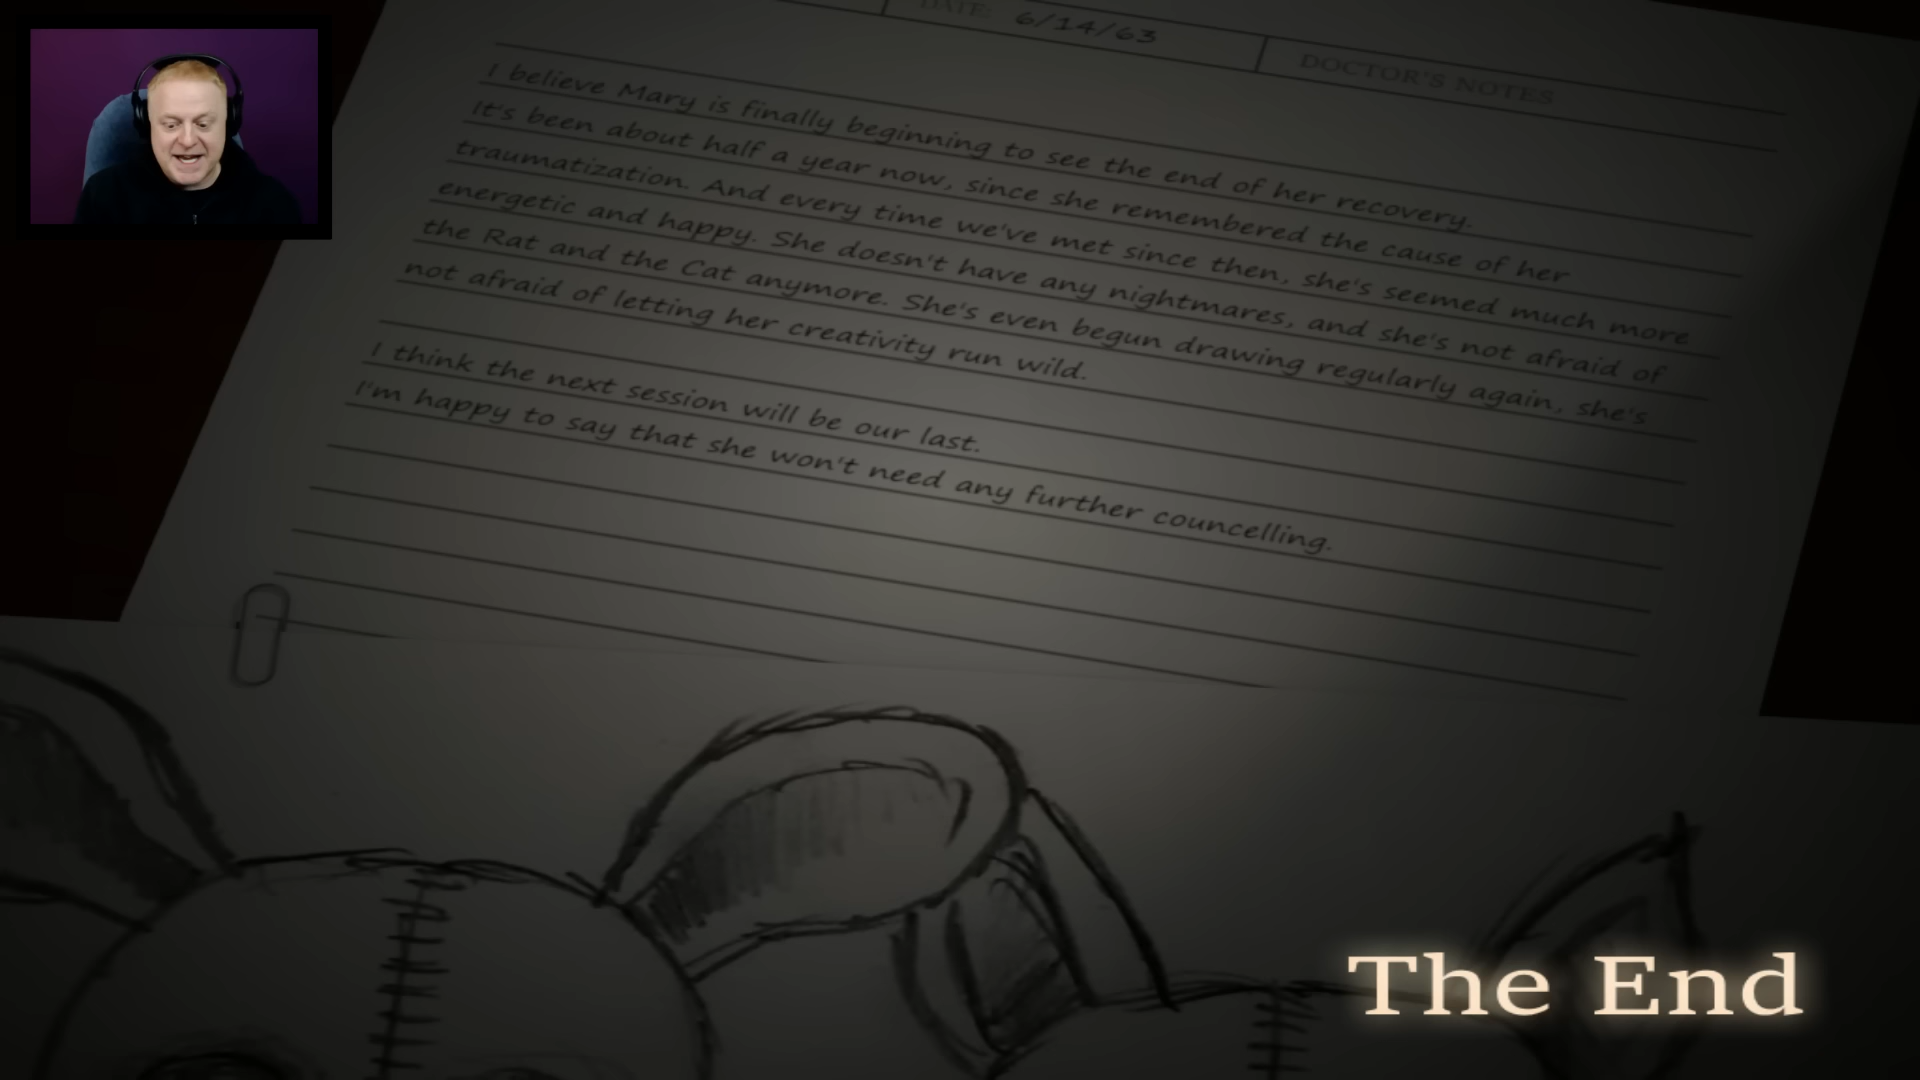 DATE: 6/14/63
DOCTOR'S NOTES
I believe Mary is finally beginning to see the end of her recovery.
It's been about half a year now, since she remembered the cause of her
traumatization. And every time we've met since then, she's seemed much more
energetic and happy. She doesn't have any nightmares, and she's not afraid of
the Rat and the Cat anymore. She's even begun drawing regularly again, she's
not afraid of letting her creativity run wild.
I think the next session will be our last.
I'm happy to say that she won't need any further councelling.
The End